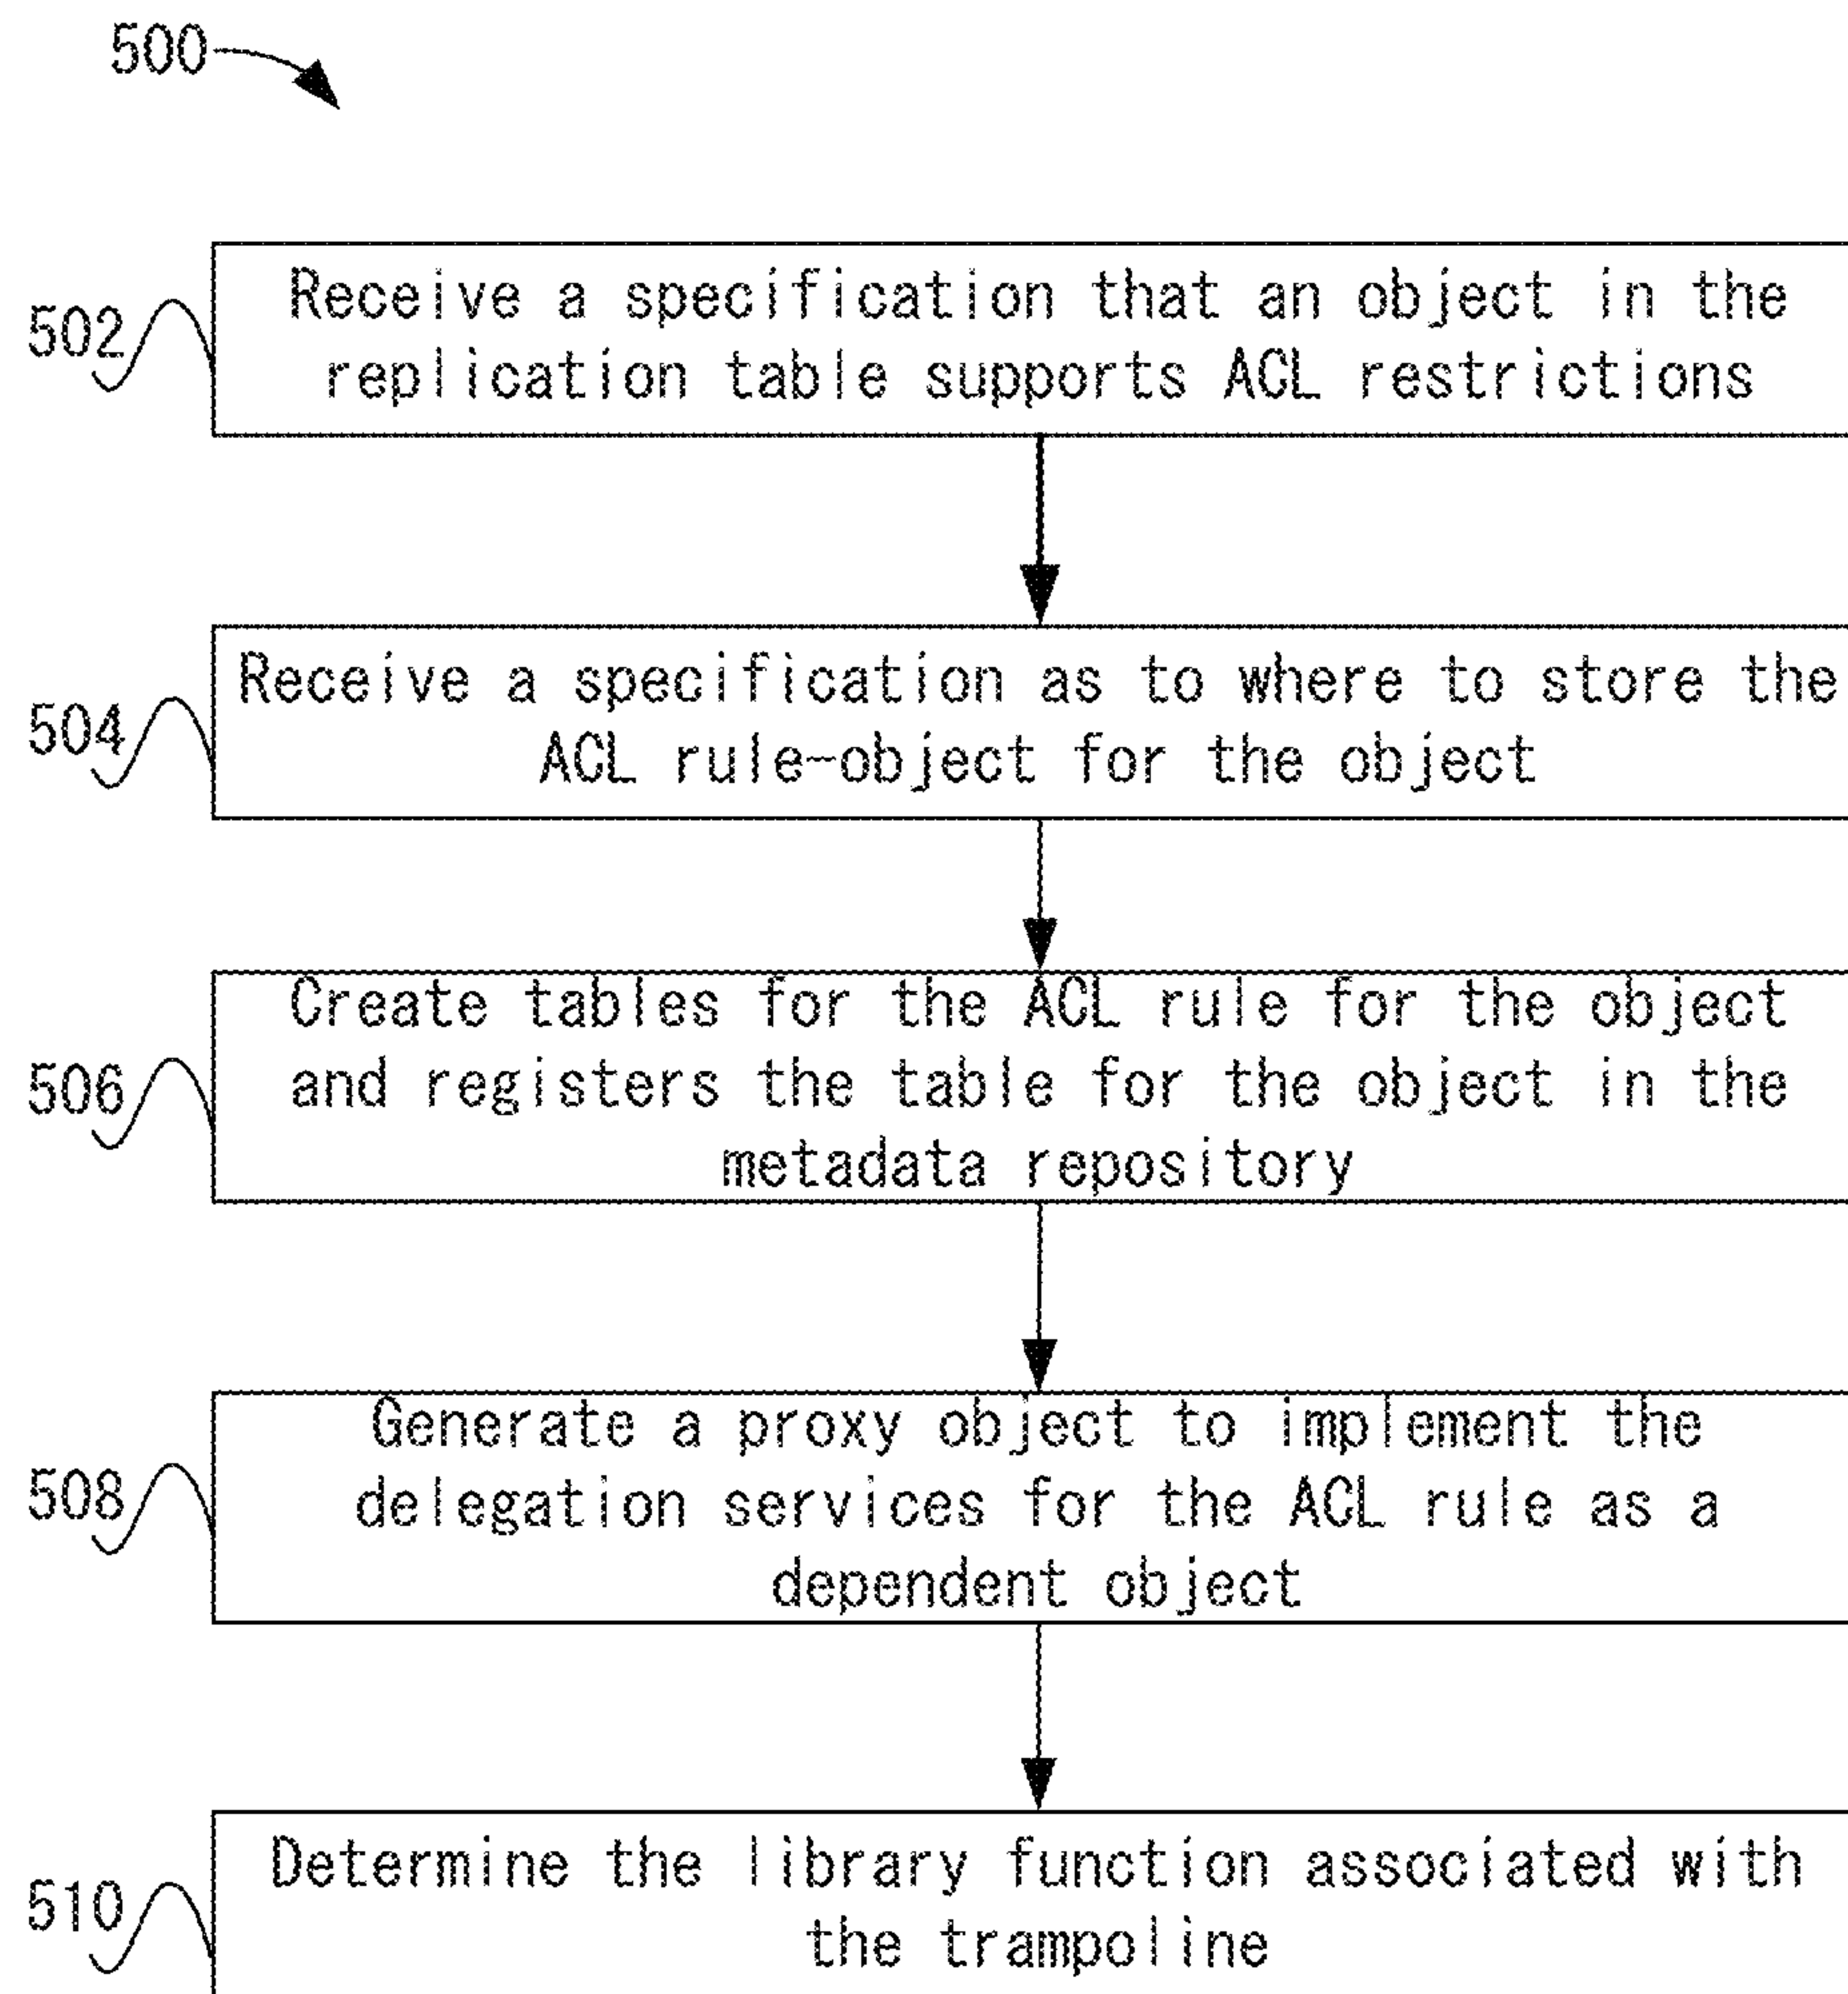 500
502
Receive a specification that an object in the
replication table supports ACL restrictions
504
Receive a specification as to where to store the
ACL rule-object for the object
506
Create tables for the ACL rule for the object
and registers the table for the object in the
metadata repository
508
Generate a proxy object to implement the
delegation services for the ACL rule as a
dependent object
510
Determine the library function associated with
the trampoline